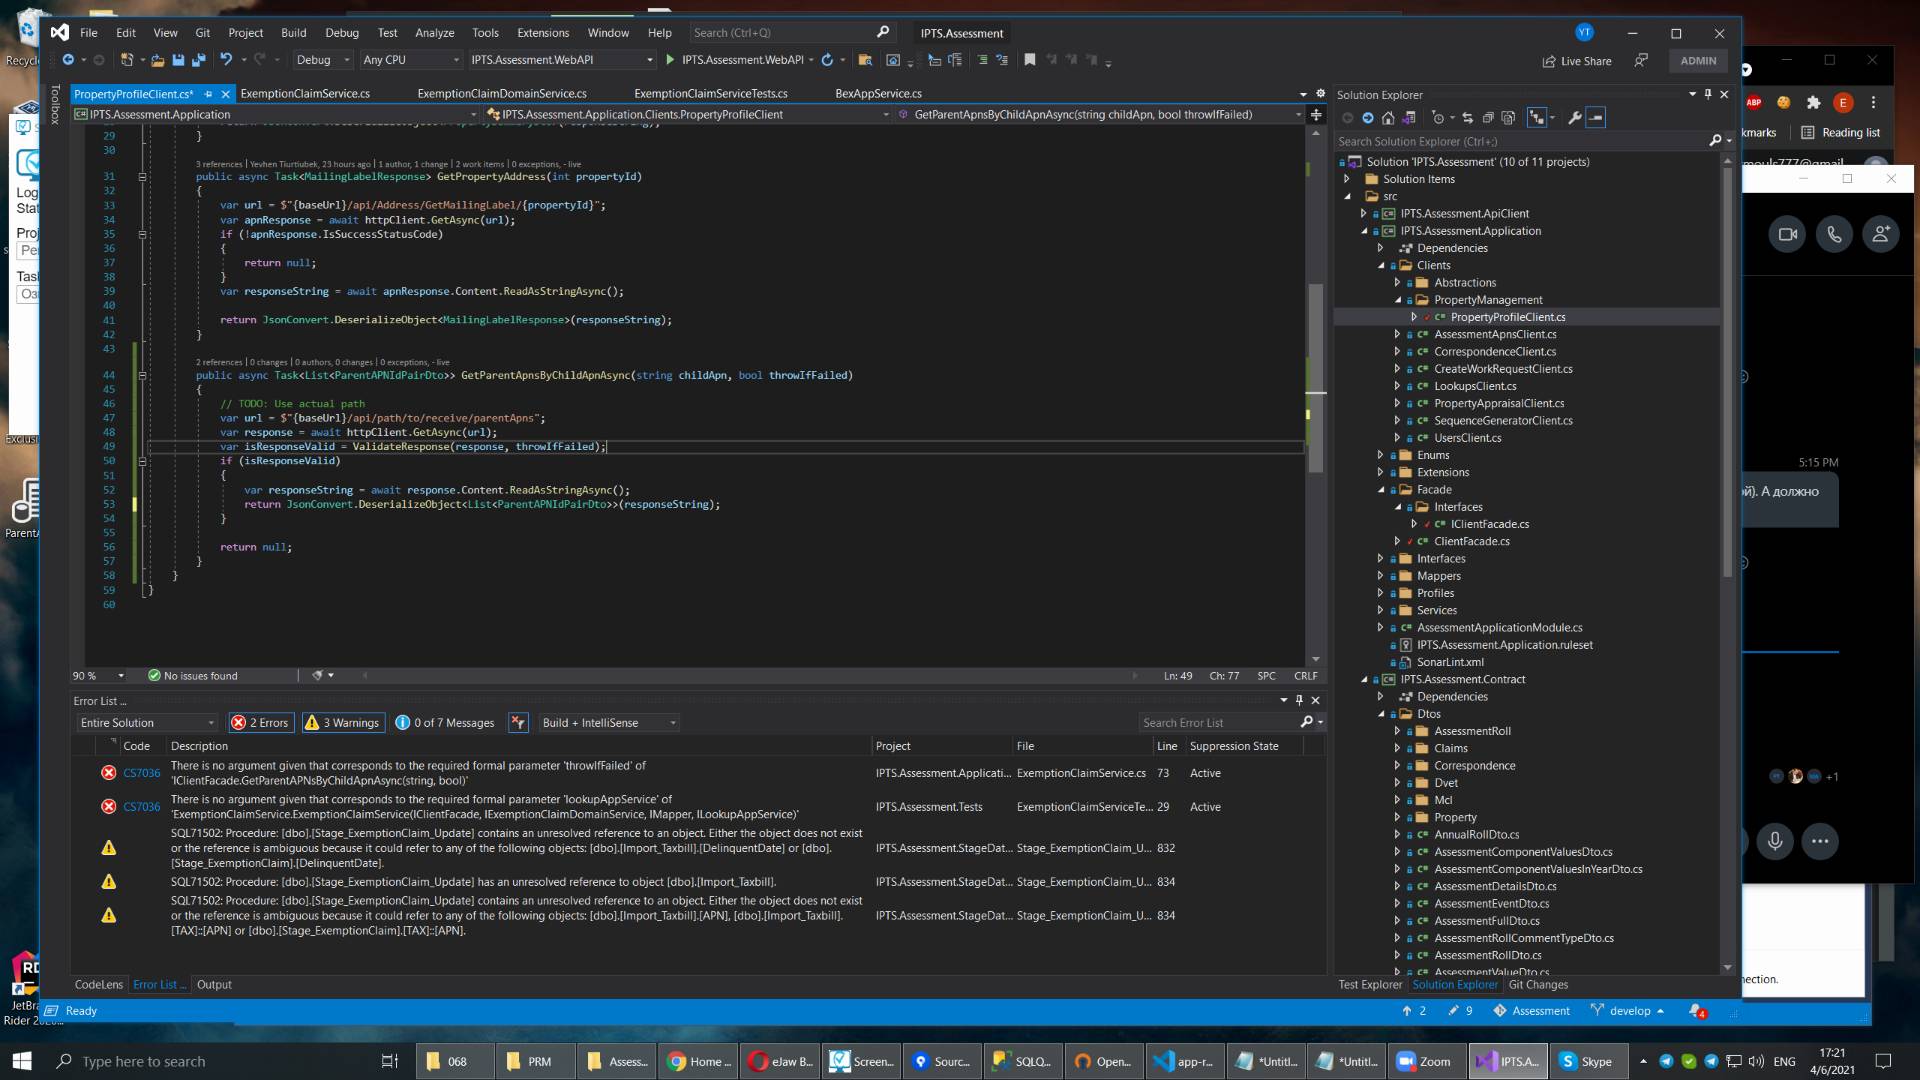 File Edit View Git Project Build Debug Test Analyze Tools Extensions Window Help Search (Ctrl+Q) IPTS.Assessment YT
Debug Any CPU IPTS.Assessment.WebAPI IPTS.Assessment.WebAPI Live Share ADMIN
Toolbox
PropertyProfileClient.cs* ExemptionClaimService.cs ExemptionClaimDomainService.cs ExemptionClaimServiceTests.cs BexAppService.cs
IPTS.Assessment.Application IPTS.Assessment.Application.Clients.PropertyProfileClient GetParentApnsByChildApnAsync(string childApn, bool throwIfFailed)
29 }
30
3 references | Yevhen Tiurtiubek, 23 hours ago | 1 author, 1 change | 2 work items | 0 exceptions, - live
31 public async Task<MailingLabelResponse> GetPropertyAddress(int propertyId)
32 {
33 var url = $"{baseUrl}/api/Address/GetMailingLabel/{propertyId}";
34 var apnResponse = await httpClient.GetAsync(url);
35 if (!apnResponse.IsSuccessStatusCode)
36 {
37 return null;
38 }
39 var responseString = await apnResponse.Content.ReadAsStringAsync();
40
41 return JsonConvert.DeserializeObject<MailingLabelResponse>(responseString);
42 }
43
2 references | 0 changes | 0 authors, 0 changes | 0 exceptions, - live
44 public async Task<List<ParentAPNIdPairDto>> GetParentApnsByChildApnAsync(string childApn, bool throwIfFailed)
45 {
46 // TODO: Use actual path
47 var url = $"{baseUrl}/api/path/to/receive/parentApns";
48 var response = await httpClient.GetAsync(url);
49 var isResponseValid = ValidateResponse(response, throwIfFailed);
50 if (isResponseValid)
51 {
52 var responseString = await response.Content.ReadAsStringAsync();
53 return JsonConvert.DeserializeObject<List<ParentAPNIdPairDto>>(responseString);
54 }
55
56 return null;
57 }
58 }
59 }
60
90 % No issues found Ln: 49 Ch: 77 SPC CRLF
Error List ...
Entire Solution 2 Errors 3 Warnings 0 of 7 Messages Build + IntelliSense Search Error List
Code Description Project File Line Suppression State
CS7036 There is no argument given that corresponds to the required formal parameter 'throwIfFailed' of
'IClientFacade.GetParentAPNsByChildApnAsync(string, bool)' IPTS.Assessment.Applicati... ExemptionClaimService.cs 73 Active
CS7036 There is no argument given that corresponds to the required formal parameter 'lookupAppService' of
'ExemptionClaimService.ExemptionClaimService(IClientFacade, IExemptionClaimDomainService, IMapper, ILookupAppService)' IPTS.Assessment.Tests ExemptionClaimServiceTe... 29 Active
SQL71502: Procedure: [dbo].[Stage_ExemptionClaim_Update] contains an unresolved reference to an object. Either the object does not exist
or the reference is ambiguous because it could refer to any of the following objects: [dbo].[Import_Taxbill].[DelinquentDate] or [dbo].
[Stage_ExemptionClaim].[DelinquentDate]. IPTS.Assessment.StageDat... Stage_ExemptionClaim_U... 832
SQL71502: Procedure: [dbo].[Stage_ExemptionClaim_Update] has an unresolved reference to object [dbo].[Import_Taxbill]. IPTS.Assessment.StageDat... Stage_ExemptionClaim_U... 834
SQL71502: Procedure: [dbo].[Stage_ExemptionClaim_Update] contains an unresolved reference to an object. Either the object does not exist
or the reference is ambiguous because it could refer to any of the following objects: [dbo].[Import_Taxbill].[APN], [dbo].[Import_Taxbill].
[TAX]::[APN] or [dbo].[Stage_ExemptionClaim].[TAX]::[APN]. IPTS.Assessment.StageDat... Stage_ExemptionClaim_U... 834
CodeLens Error List ... Output
Solution Explorer
Search Solution Explorer (Ctrl+;)
Solution 'IPTS.Assessment' (10 of 11 projects)
Solution Items
src
IPTS.Assessment.ApiClient
IPTS.Assessment.Application
Dependencies
Clients
Abstractions
PropertyManagement
PropertyProfileClient.cs
AssessmentApnsClient.cs
CorrespondenceClient.cs
CreateWorkRequestClient.cs
LookupsClient.cs
PropertyAppraisalClient.cs
SequenceGeneratorClient.cs
UsersClient.cs
Enums
Extensions
Facade
Interfaces
IClientFacade.cs
ClientFacade.cs
Interfaces
Mappers
Profiles
Services
AssessmentApplicationModule.cs
IPTS.Assessment.Application.ruleset
SonarLint.xml
IPTS.Assessment.Contract
Dependencies
Dtos
AssessmentRoll
Claims
Correspondence
Dvet
Mcl
Property
AnnualRollDto.cs
AssessmentComponentValuesDto.cs
AssessmentComponentValuesInYearDto.cs
AssessmentDetailsDto.cs
AssessmentEventDto.cs
AssessmentFullDto.cs
AssessmentRollCommentTypeDto.cs
AssessmentRollDto.cs
AssessmentValueDto.cs
Test Explorer Solution Explorer Git Changes
Ready 2 9 Assessment develop 4
ABP E
kmarks Reading list
5:15 PM
ой). А должно
+1
nection.
Recyc
Log
Stat
Proj
Tas
Exclus
ParentA
RD
JetBra
Rider 20
Type here to search 068 PRM Assess... Home ... eJaw B... Screen... Sourc... SQLQ... Open... app-r... *Untitl... *Untitl... Zoom IPTS.A... Skype ENG 17:21
4/6/2021